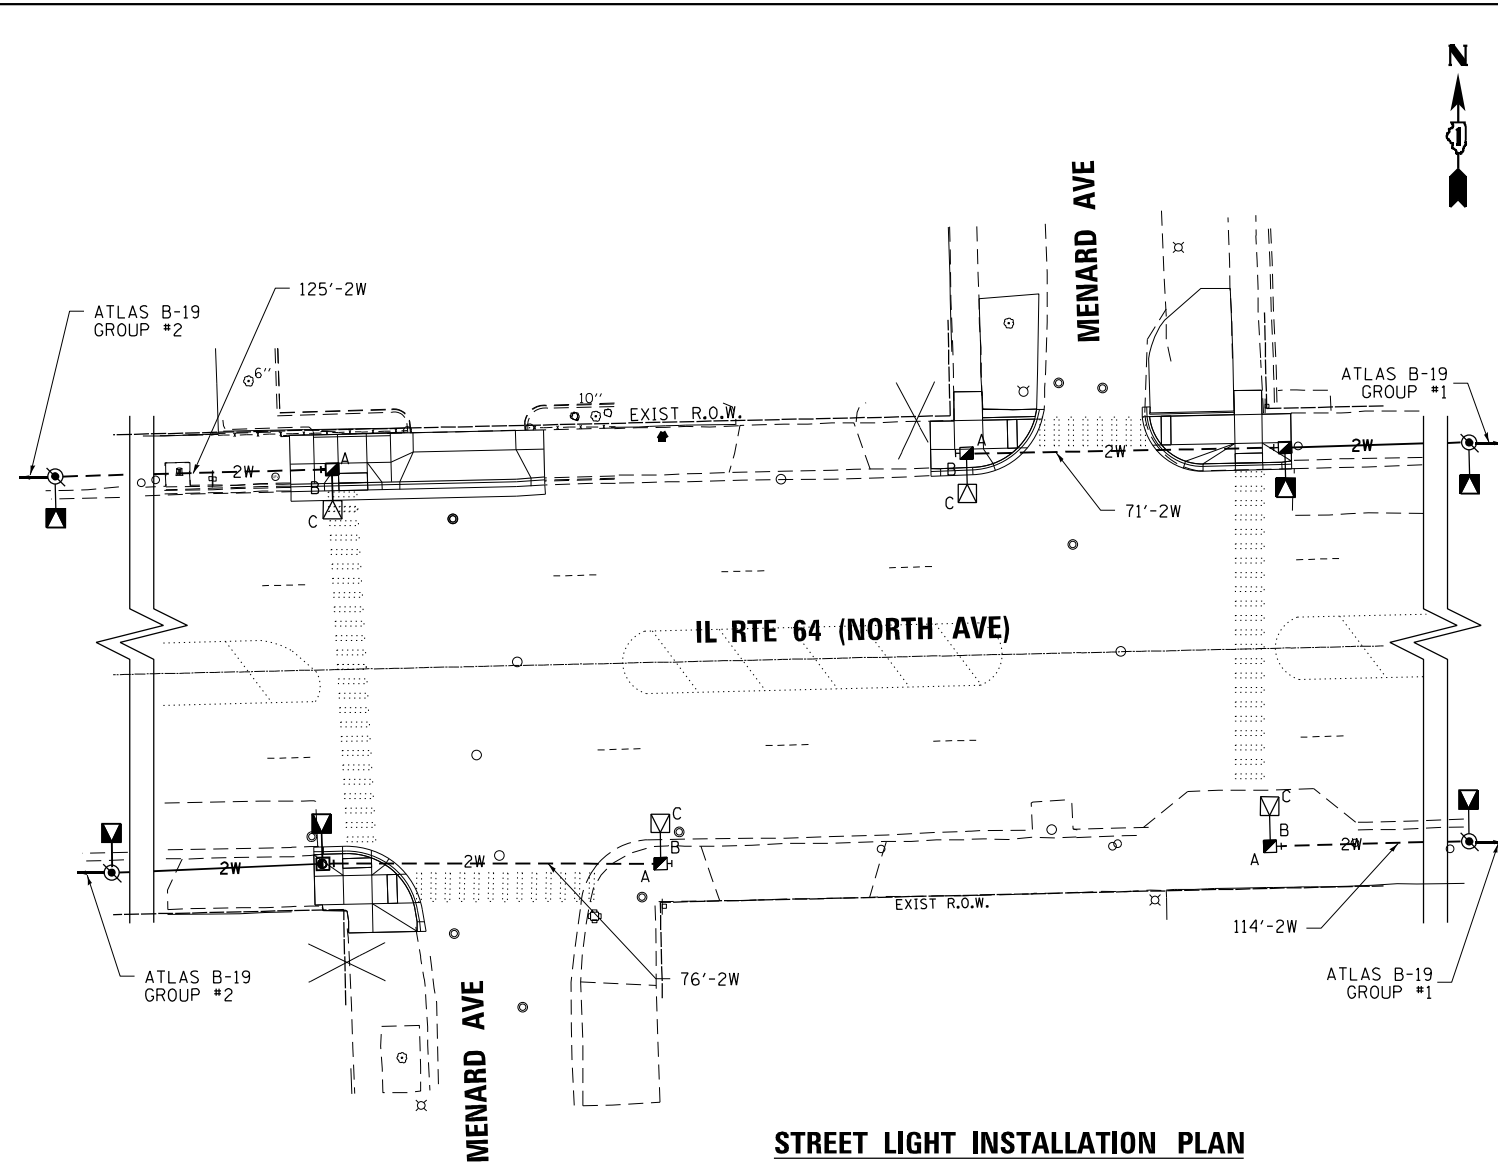 N
1
MENARD AVE
125'-2W
ATLAS B-19
GROUP #2
6''
10''
EXIST R.O.W.
ATLAS B-19
GROUP #1
2W
A
B
C
A
B
C
2W
2W
71'-2W
IL RTE 64 (NORTH AVE)
C
B
A
C
B
A
2W
2W
2W
EXIST R.O.W.
114'-2W
76'-2W
ATLAS B-19
GROUP #2
ATLAS B-19
GROUP #1
MENARD AVE
STREET LIGHT INSTALLATION PLAN